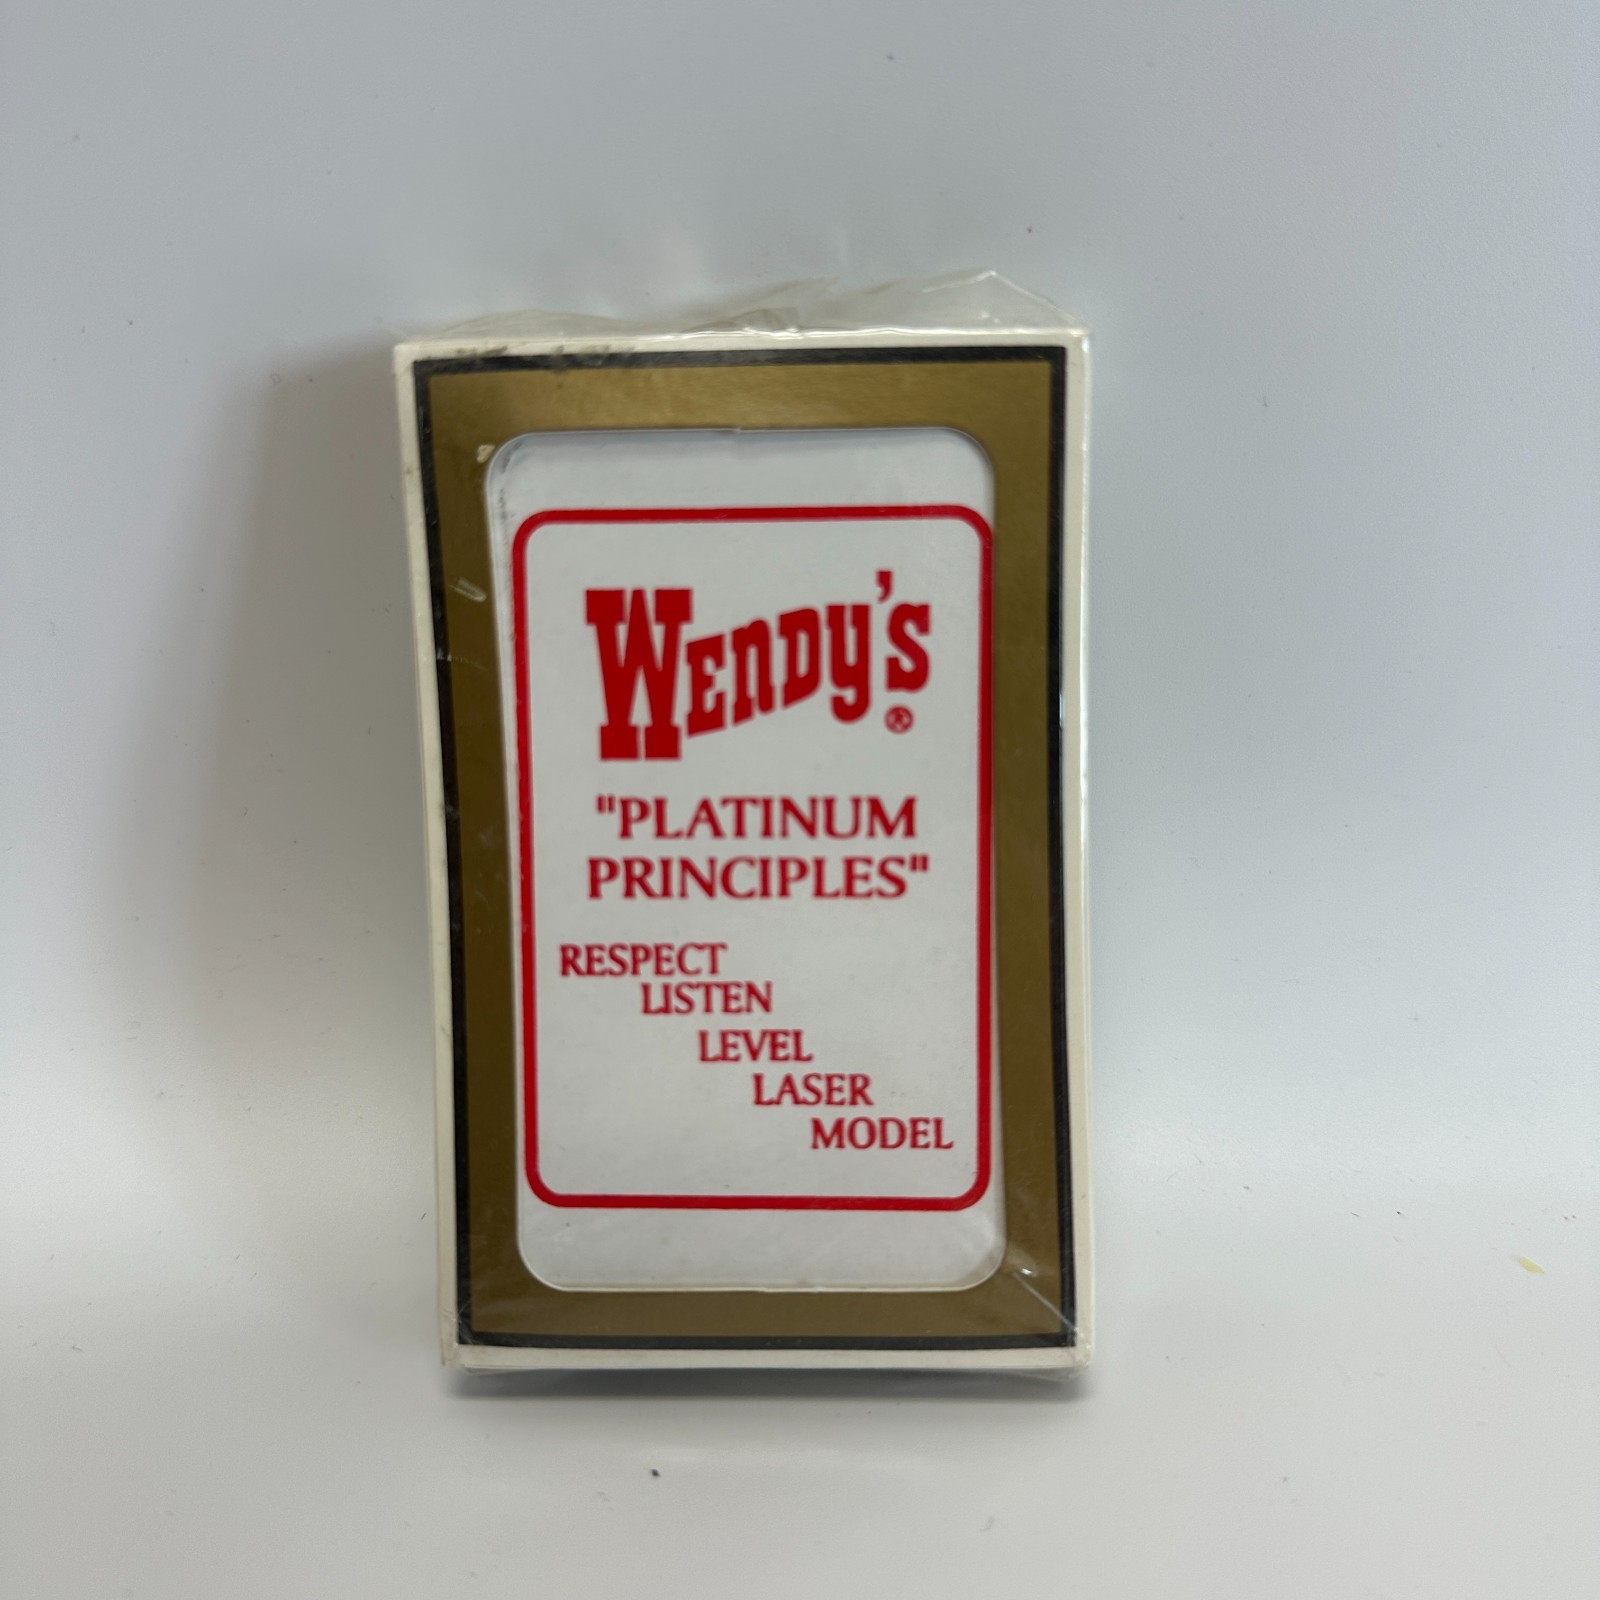 WENDY'S®
"PLATINUM
PRINCIPLES"
RESPECT
LISTEN
LEVEL
LASER
MODEL